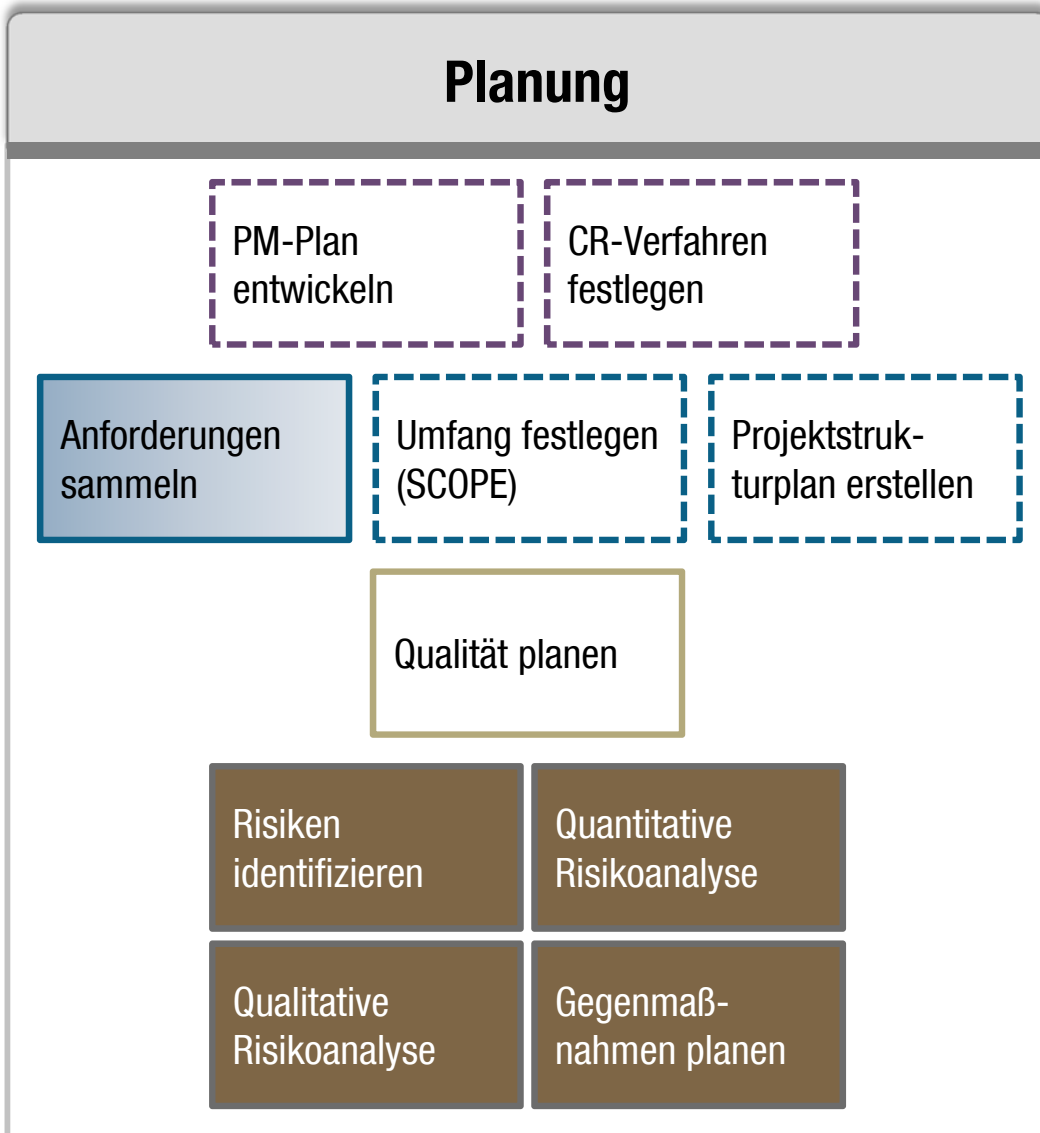 Planung
PM-Plan
entwickeln
CR-Verfahren
festlegen
Anforderungen
sammeln
Umfang festlegen
(SCOPE)
Projektstruk-
turplan erstellen
Qualität planen
Risiken
identifizieren
Quantitative
Risikoanalyse
Qualitative
Risikoanalyse
Gegenmaß-
nahmen planen